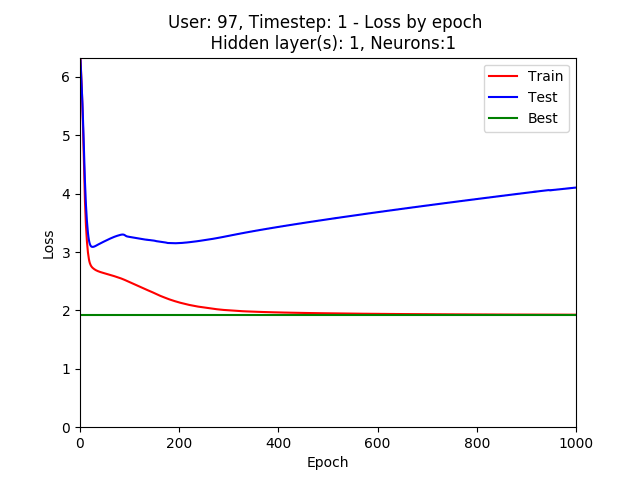 User: 97, Timestep: 1 - Loss by epoch
Hidden layer(s): 1, Neurons:1
Train
Test
Best
6
5
4
3
2
1
0
Loss
0 200 400 600 800 1000
Epoch